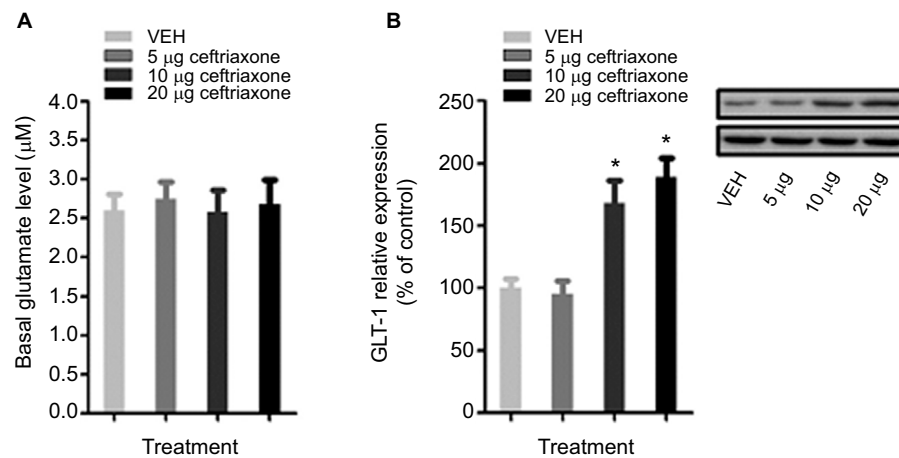 A
VEH
5 μg ceftriaxone
10 μg ceftriaxone
20 μg ceftriaxone
Basal glutamate level (μM)
4.0
3.5
3.0
2.5
2.0
1.5
1.0
0.5
0.0
Treatment
B
VEH
5 μg ceftriaxone
10 μg ceftriaxone
20 μg ceftriaxone
GLT-1 relative expression
(% of control)
250
200
150
100
50
0
*
*
Treatment
VEH
5 μg
10 μg
20 μg